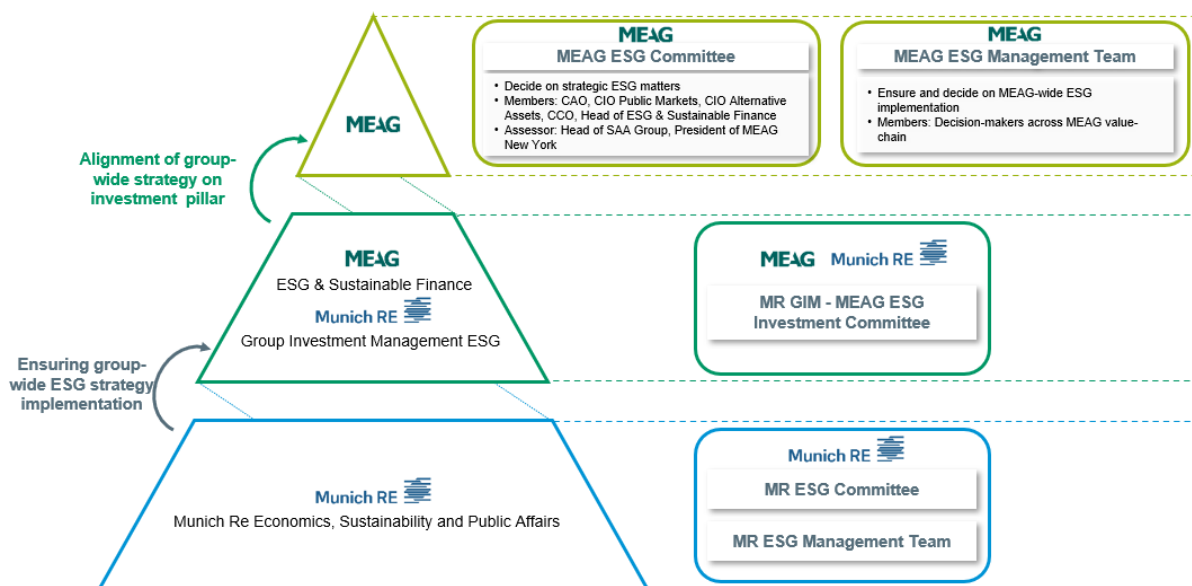 MEAG
MEAG ESG Committee
• Decide on strategic ESG matters
• Members: CAO, CIO Public Markets, CIO Alternative
Assets, CCO, Head of ESG & Sustainable Finance
• Assessor: Head of SAA Group, President of MEAG
New York
MEAG
MEAG ESG Management Team
• Ensure and decide on MEAG-wide ESG
implementation
• Members: Decision-makers across MEAG value-
chain
MEAG
Alignment of group-
wide strategy on
investment pillar
MEAG
ESG & Sustainable Finance
Munich RE
Group Investment Management ESG
MEAG Munich RE
MR GIM - MEAG ESG
Investment Committee
Ensuring group-
wide ESG strategy
implementation
Munich RE
Munich Re Economics, Sustainability and Public Affairs
Munich RE
MR ESG Committee
MR ESG Management Team